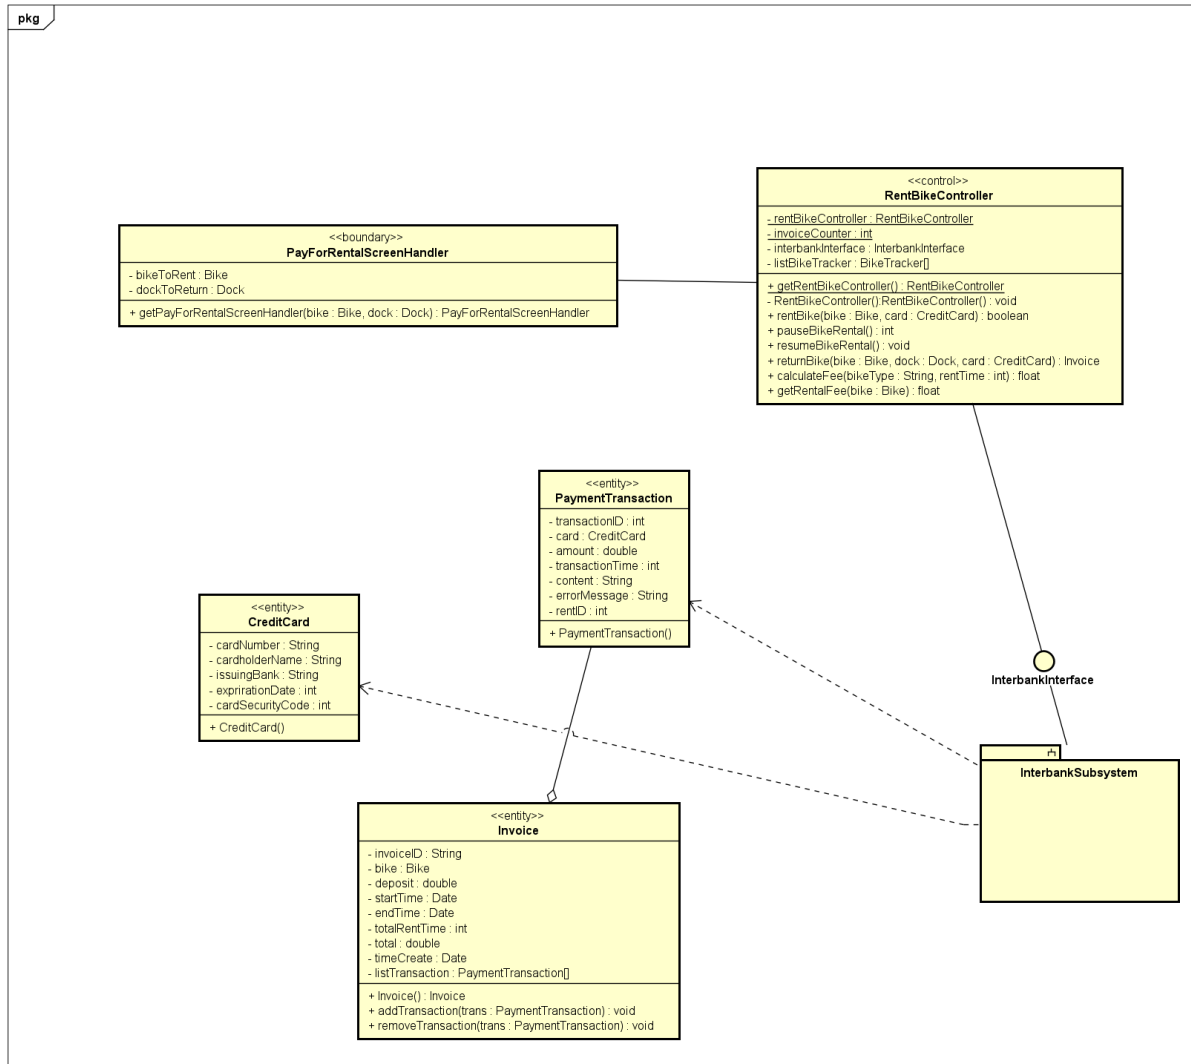 pkg
<<control>>
RentBikeController
- rentBikeController : RentBikeController
- invoiceCounter : int
- interbankInterface : InterbankInterface
- listBikeTracker : BikeTracker[]
+ getRentBikeController() : RentBikeController
- RentBikeController():RentBikeController() : void
+ rentBike(bike : Bike, card : CreditCard) : boolean
+ pauseBikeRental() : int
+ resumeBikeRental() : void
+ returnBike(bike : Bike, dock : Dock, card : CreditCard) : Invoice
+ calculateFee(bikeType : String, rentTime : int) : float
+ getRentalFee(bike : Bike) : float
<<boundary>>
PayForRentalScreenHandler
- bikeToRent : Bike
- dockToReturn : Dock
+ getPayForRentalScreenHandler(bike : Bike, dock : Dock) : PayForRentalScreenHandler
<<entity>>
PaymentTransaction
- transactionID : int
- card : CreditCard
- amount : double
- transactionTime : int
- content : String
- errorMessage : String
- rentID : int
+ PaymentTransaction()
<<entity>>
CreditCard
- cardNumber : String
- cardholderName : String
- issuingBank : String
- exprirationDate : int
- cardSecurityCode : int
+ CreditCard()
InterbankInterface
InterbankSubsystem
<<entity>>
Invoice
- invoiceID : String
- bike : Bike
- deposit : double
- startTime : Date
- endTime : Date
- totalRentTime : int
- total : double
- timeCreate : Date
- listTransaction : PaymentTransaction[]
+ Invoice() : Invoice
+ addTransaction(trans : PaymentTransaction) : void
+ removeTransaction(trans : PaymentTransaction) : void